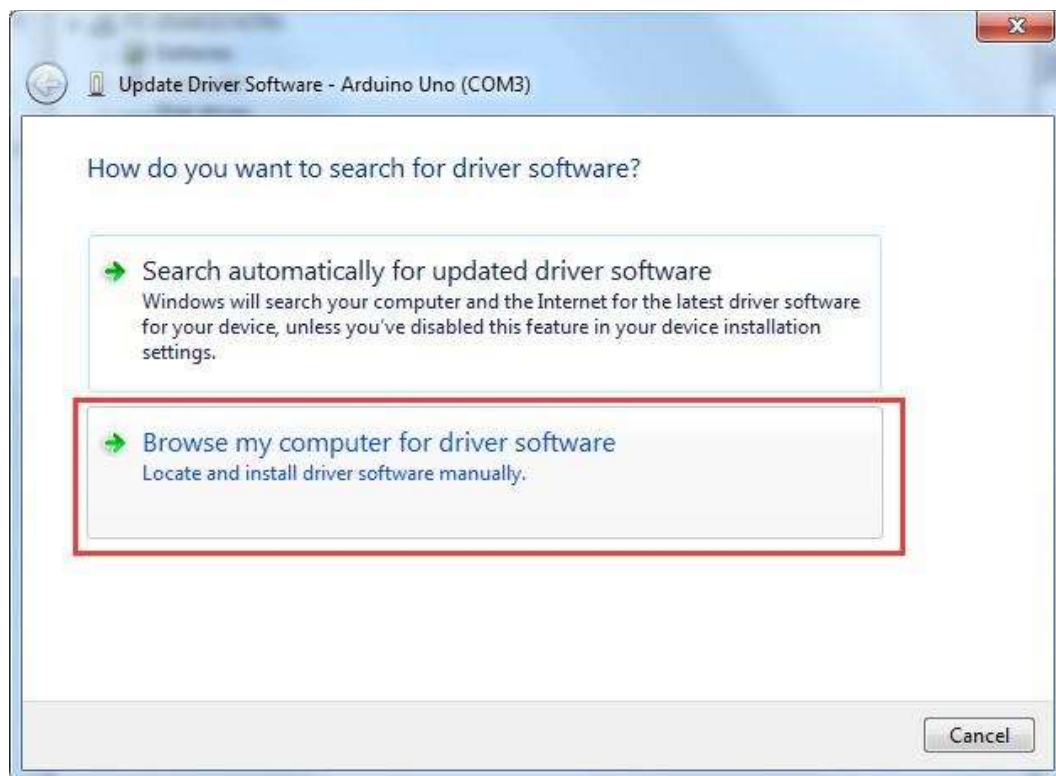 Update Driver Software - Arduino Uno (COM3)
How do you want to search for driver software?
Search automatically for updated driver software
Windows will search your computer and the Internet for the latest driver software
for your device, unless you've disabled this feature in your device installation
settings.
Browse my computer for driver software
Locate and install driver software manually.
Cancel